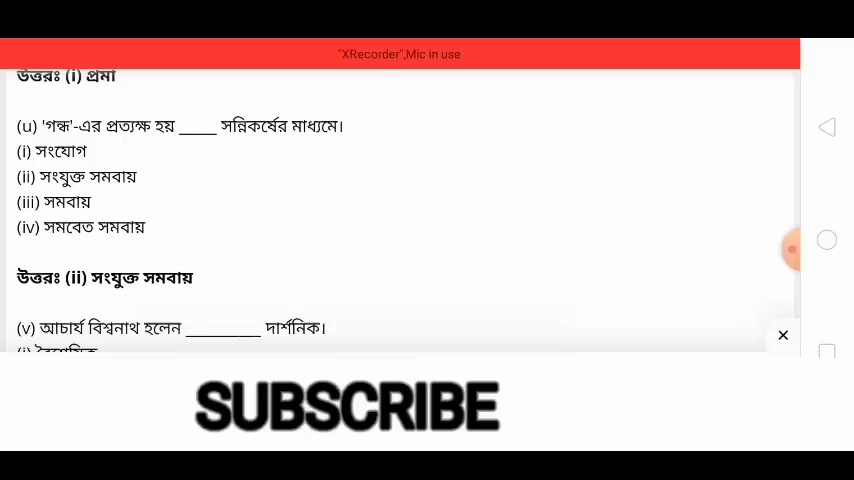 "XRecorder",Mic in use
উত্তরঃ (i) প্রমা
(u) 'গন্ধ'-এর প্রত্যক্ষ হয় _____ সন্নিকর্ষের মাধ্যমে।
(i) সংযোগ
(ii) সংযুক্ত সমবায়
(iii) সমবায়
(iv) সমবেত সমবায়
উত্তরঃ (ii) সংযুক্ত সমবায়
(v) আচার্য বিশ্বনাথ হলেন __________ দার্শনিক।
(i) বৈশেষিক
SUBSCRIBE